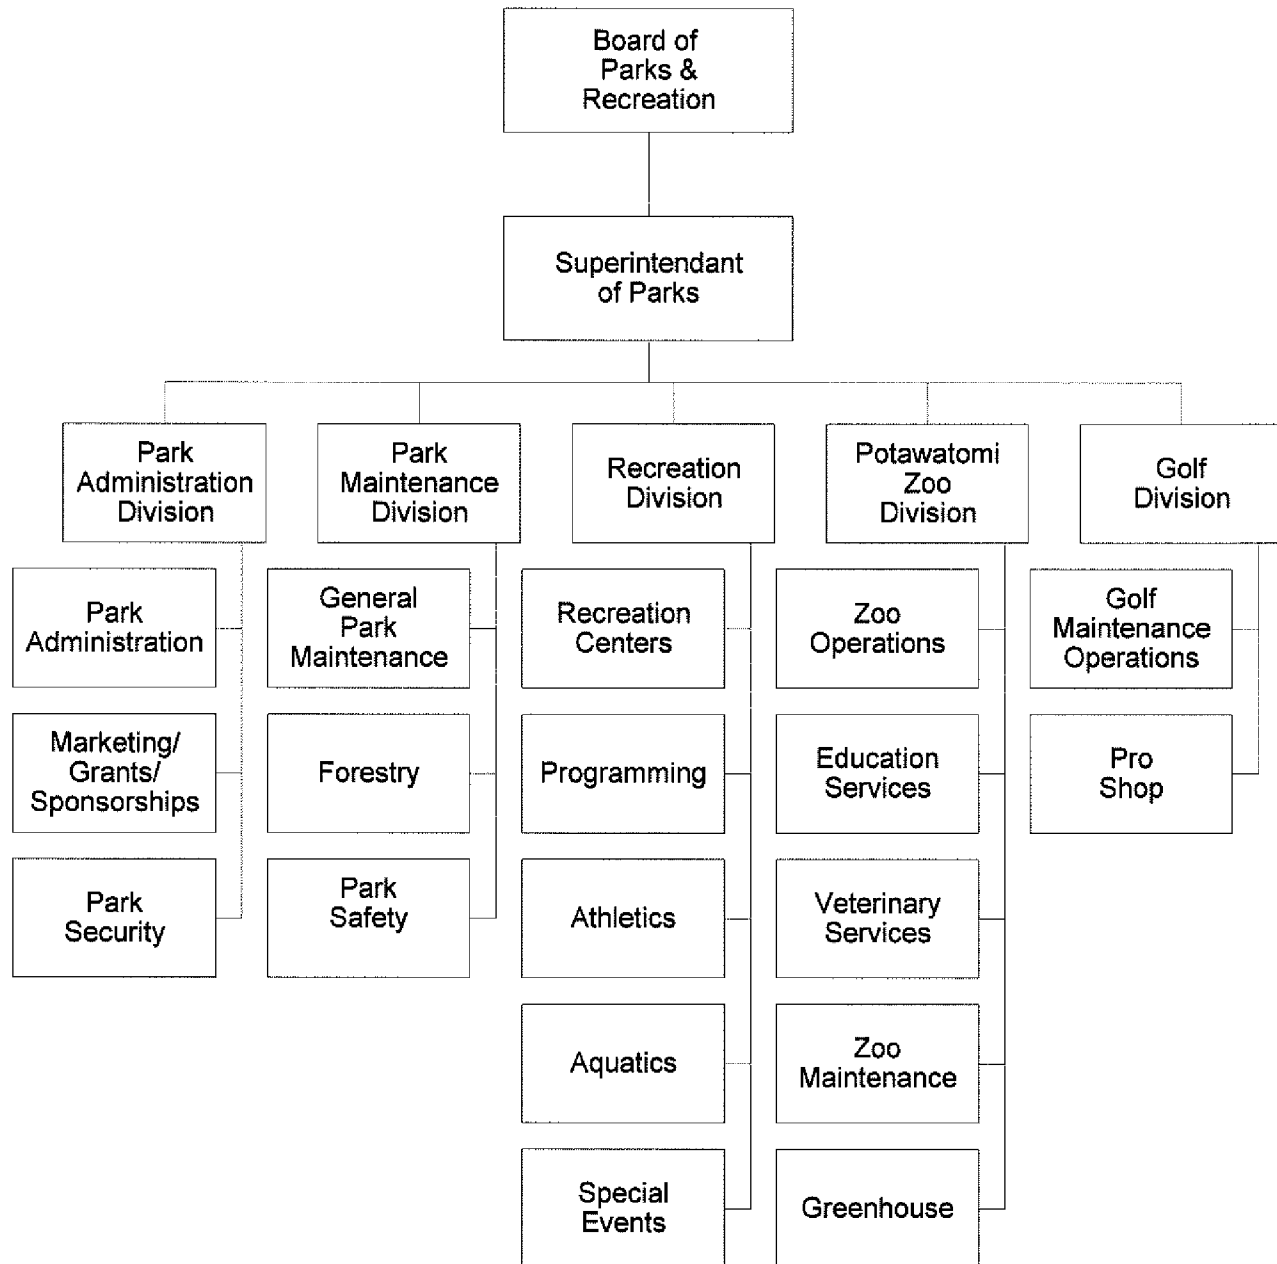 Board of
Parks &
Recreation
Superintendant
of Parks
Park
Administration
Division
Park
Maintenance
Division
Recreation
Division
Potawatomi
Zoo
Division
Golf
Division
Park
Administration
General
Park
Maintenance
Recreation
Centers
Zoo
Operations
Golf
Maintenance
Operations
Marketing/
Grants/
Sponsorships
Forestry
Programming
Education
Services
Pro
Shop
Park
Security
Park
Safety
Athletics
Veterinary
Services
Aquatics
Zoo
Maintenance
Special
Events
Greenhouse